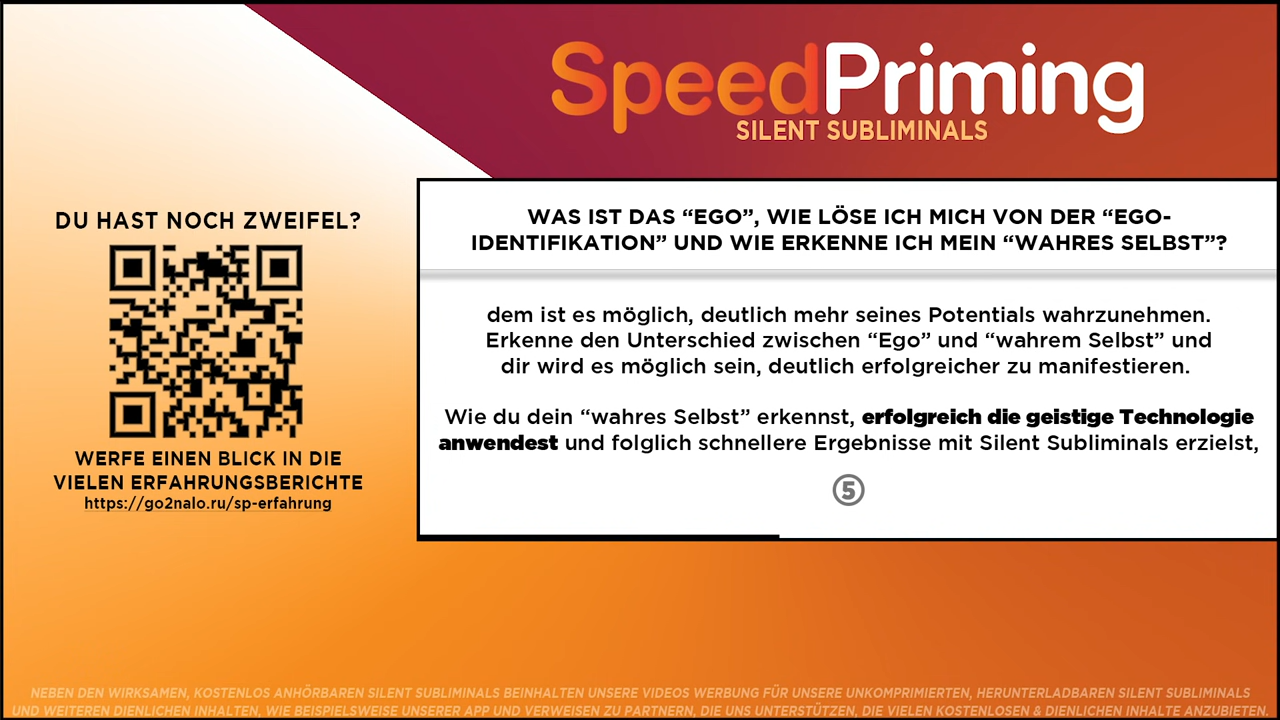 SpeedPriming
SILENT SUBLIMINALS
DU HAST NOCH ZWEIFEL?
WERFE EINEN BLICK IN DIE
VIELEN ERFAHRUNGSBERICHTE
https://go2nalo.ru/sp-erfahrung
WAS IST DAS “EGO”, WIE LÖSE ICH MICH VON DER “EGO-
IDENTIFIKATION” UND WIE ERKENNE ICH MEIN “WAHRES SELBST”?
dem ist es möglich, deutlich mehr seines Potentials wahrzunehmen.
Erkenne den Unterschied zwischen “Ego” und “wahrem Selbst” und
dir wird es möglich sein, deutlich erfolgreicher zu manifestieren.
Wie du dein “wahres Selbst” erkennst, erfolgreich die geistige Technologie
anwendest und folglich schnellere Ergebnisse mit Silent Subliminals erzielst,
5
NEBEN DEN WIRKSAMEN, KOSTENLOS ANHÖRBAREN SILENT SUBLIMINALS BEINHALTEN UNSERE VIDEOS WERBUNG FÜR UNSERE UNKOMPRIMIERTEN, HERUNTERLADBAREN SILENT SUBLIMINALS
UND WEITEREN DIENLICHEN INHALTEN, WIE BEISPIELSWEISE UNSERER APP UND VERWEISEN ZU PARTNERN, DIE UNS UNTERSTÜTZEN, DIE VIELEN KOSTENLOSEN & DIENLICHEN INHALTE ANZUBIETEN.